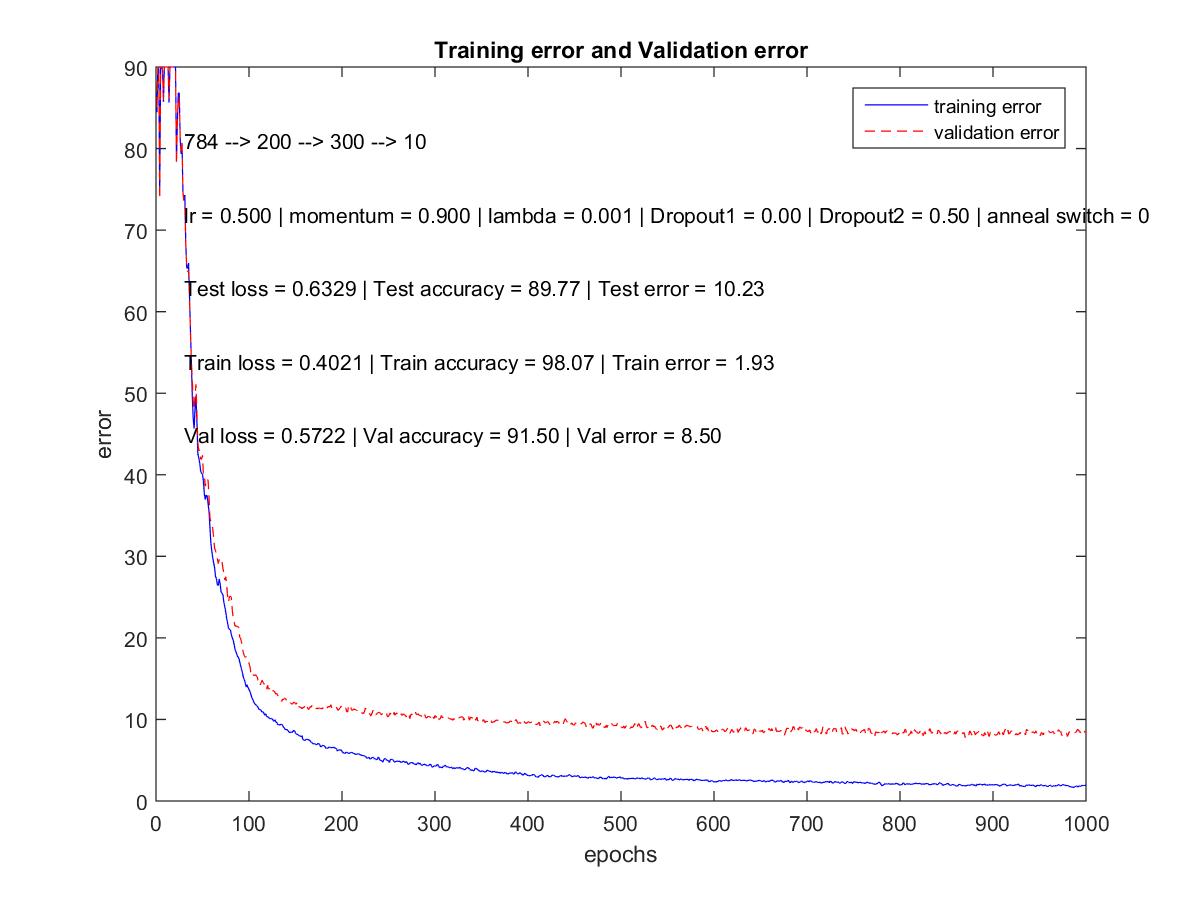 Training error and Validation error
training error
validation error
784 --> 200 --> 300 --> 10
lr = 0.500 | momentum = 0.900 | lambda = 0.001 | Dropout1 = 0.00 | Dropout2 = 0.50 | anneal switch = 0
Test loss = 0.6329 | Test accuracy = 89.77 | Test error = 10.23
Train loss = 0.4021 | Train accuracy = 98.07 | Train error = 1.93
Val loss = 0.5722 | Val accuracy = 91.50 | Val error = 8.50
error
90
80
70
60
50
40
30
20
10
0
0 100 200 300 400 500 600 700 800 900 1000
epochs